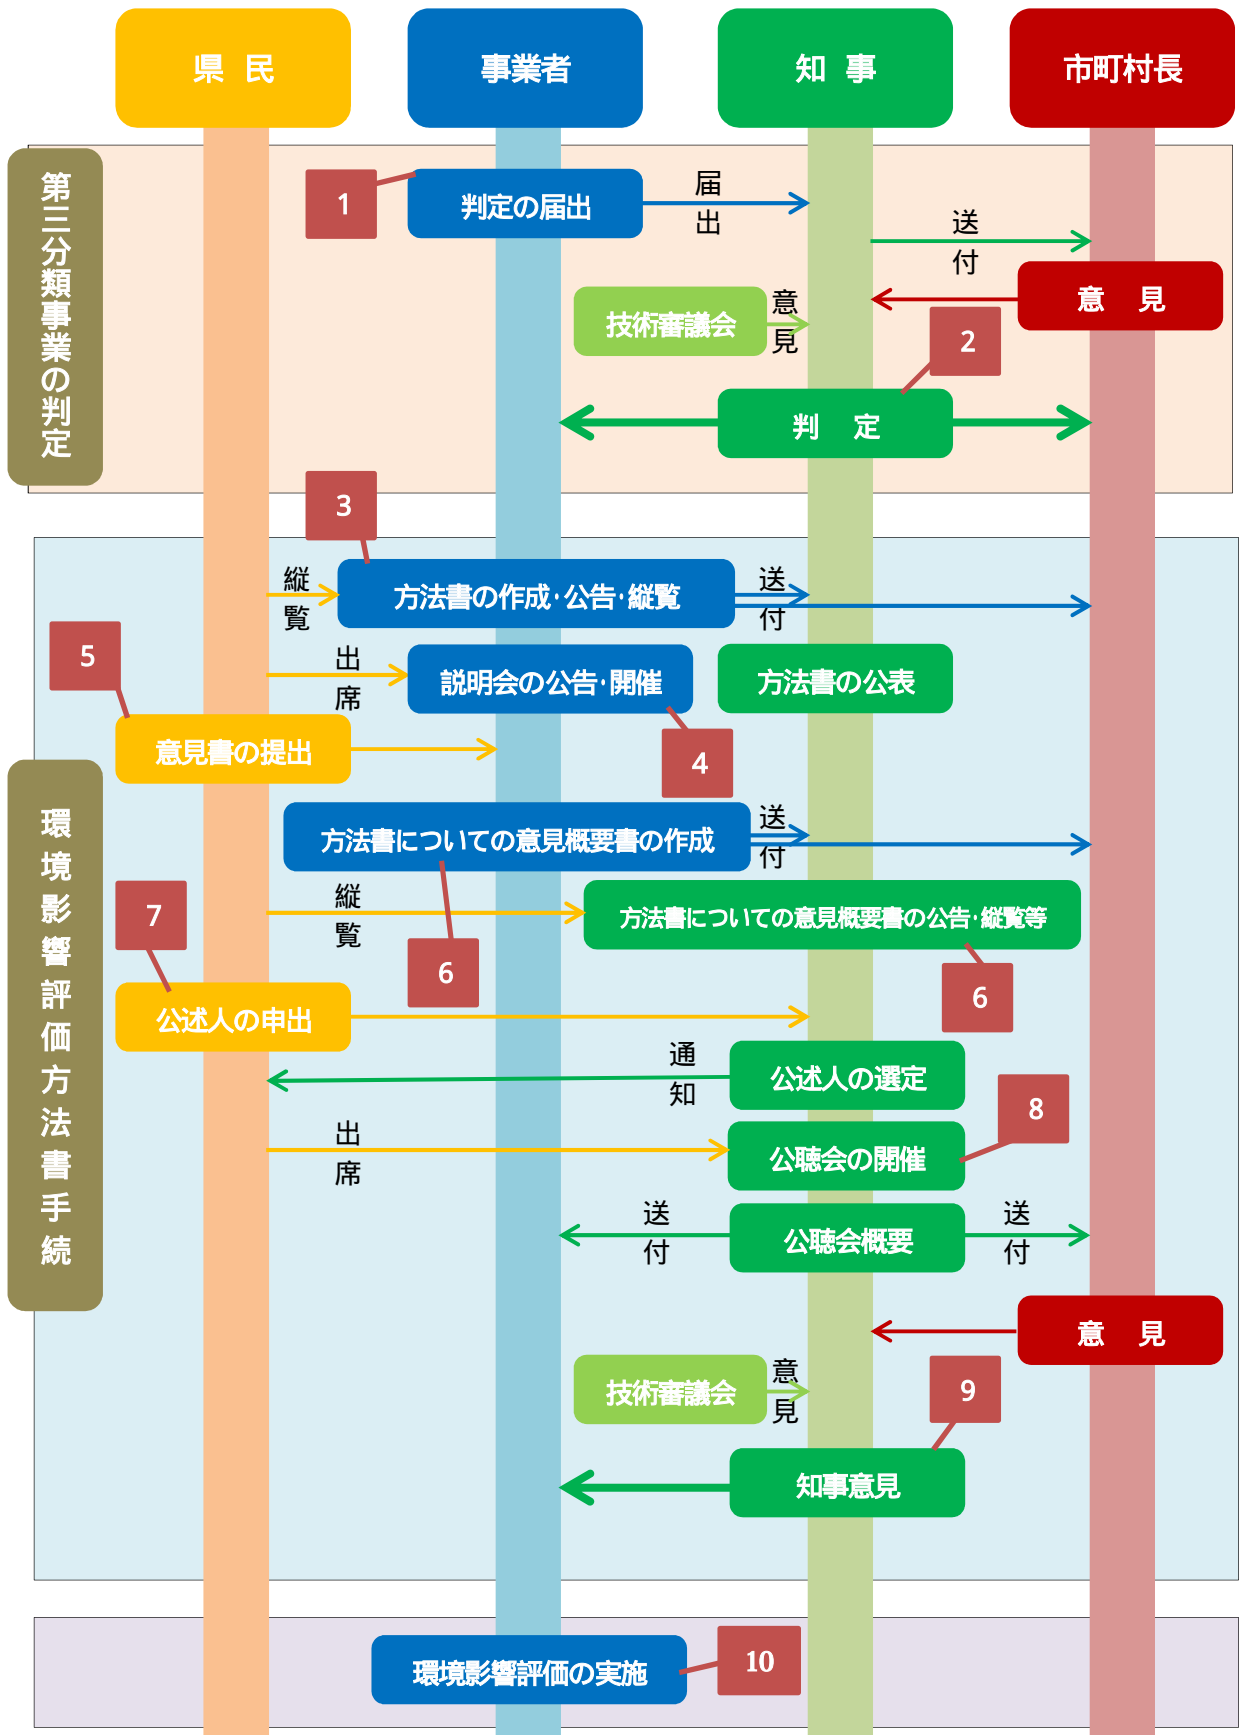 県 民
事業者
知 事
市町村長
第三分類事業の判定
1
判定の届出
届出
送付
意 見
技術審議会
意見
2
判 定
3
縦覧
方法書の作成・公告・縦覧
送付
5
出席
説明会の公告・開催
方法書の公表
意見書の提出
4
環境影響評価方法書手続
方法書についての意見概要書の作成
送付
7
縦覧
方法書についての意見概要書の公告・縦覧等
6
6
公述人の申出
通知
公述人の選定
8
出席
公聴会の開催
送付
公聴会概要
送付
意 見
技術審議会
意見
9
知事意見
環境影響評価の実施
10